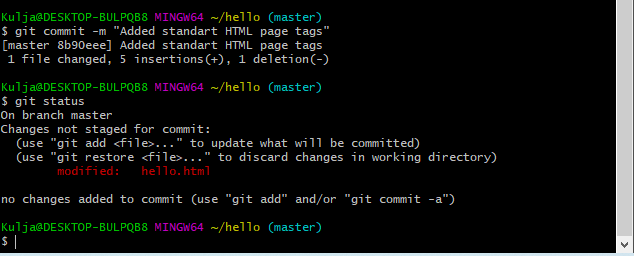 Kulja@DESKTOP-BULPQB8 MINGW64 ~/hello (master)
$ git commit -m "Added standart HTML page tags"
[master 8b90eee] Added standart HTML page tags
 1 file changed, 5 insertions(+), 1 deletion(-)

Kulja@DESKTOP-BULPQB8 MINGW64 ~/hello (master)
$ git status
On branch master
Changes not staged for commit:
  (use "git add <file>..." to update what will be committed)
  (use "git restore <file>..." to discard changes in working directory)
        modified:   hello.html

no changes added to commit (use "git add" and/or "git commit -a")

Kulja@DESKTOP-BULPQB8 MINGW64 ~/hello (master)
$